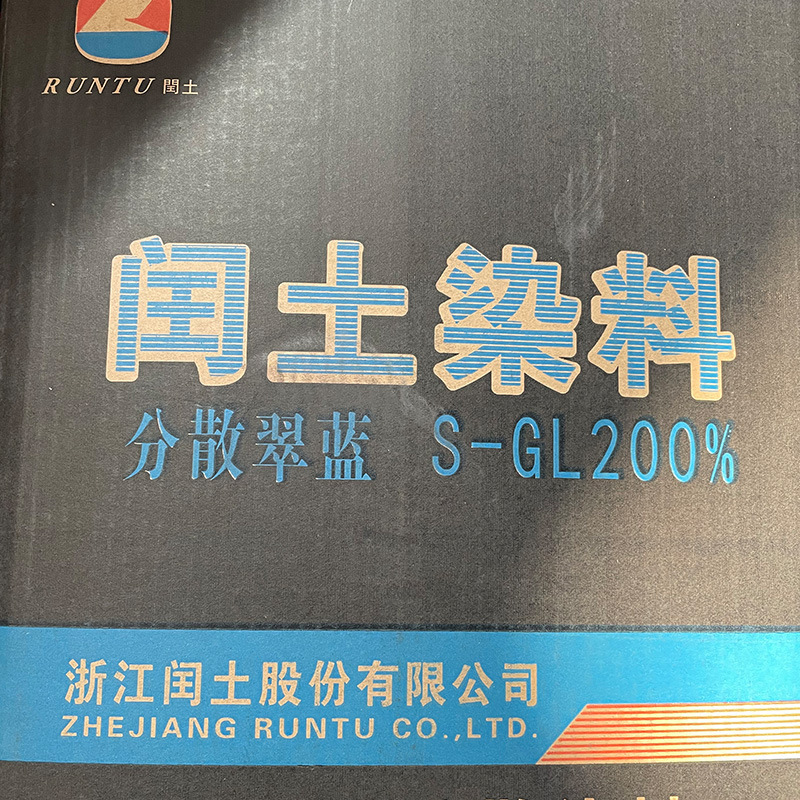 RUNTU 閏土
闰土染料
分散翠蓝 S-GL200%
浙江闰土股份有限公司
ZHEJIANG RUNTU CO.,LTD.